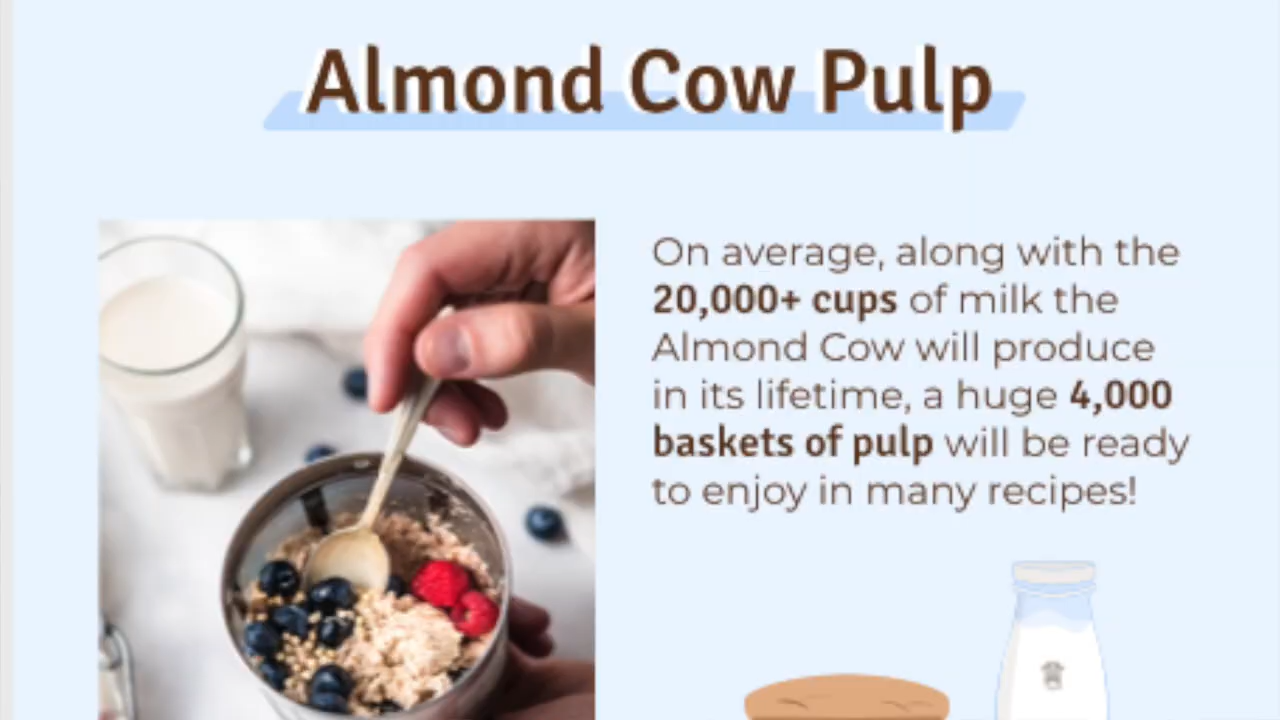 Almond Cow Pulp
On average, along with the
20,000+ cups of milk the
Almond Cow will produce
in its lifetime, a huge 4,000
baskets of pulp will be ready
to enjoy in many recipes!